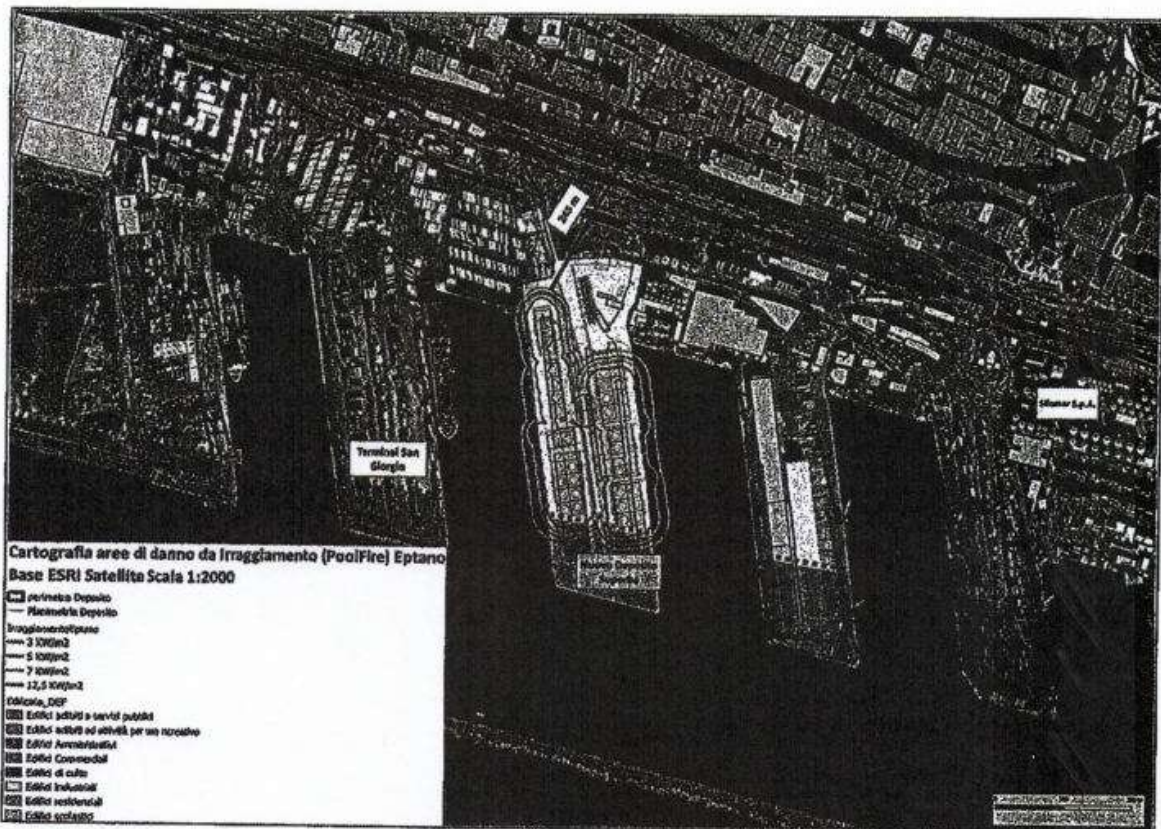 Terminal San
Giorgio
Silomar S.p.A.
Superba
Cartografia aree di danno da Irraggiamento (PoolFire) Eptano
Base ESRI Satellite Scala 1:2000
perimetro Deposito
Planimetria Deposito
IrraggiamentoEptano
3 KW/m2
5 KW/m2
7 KW/m2
12,5 KW/m2
Edificato_DEF
Edifici adibiti a servizi pubblici
Edifici adibiti ad attività per uso ricreativo
Edifici Amministrativi
Edifici Commerciali
Edifici di culto
Edifici Industriali
Edifici residenziali
Edifici scolastici